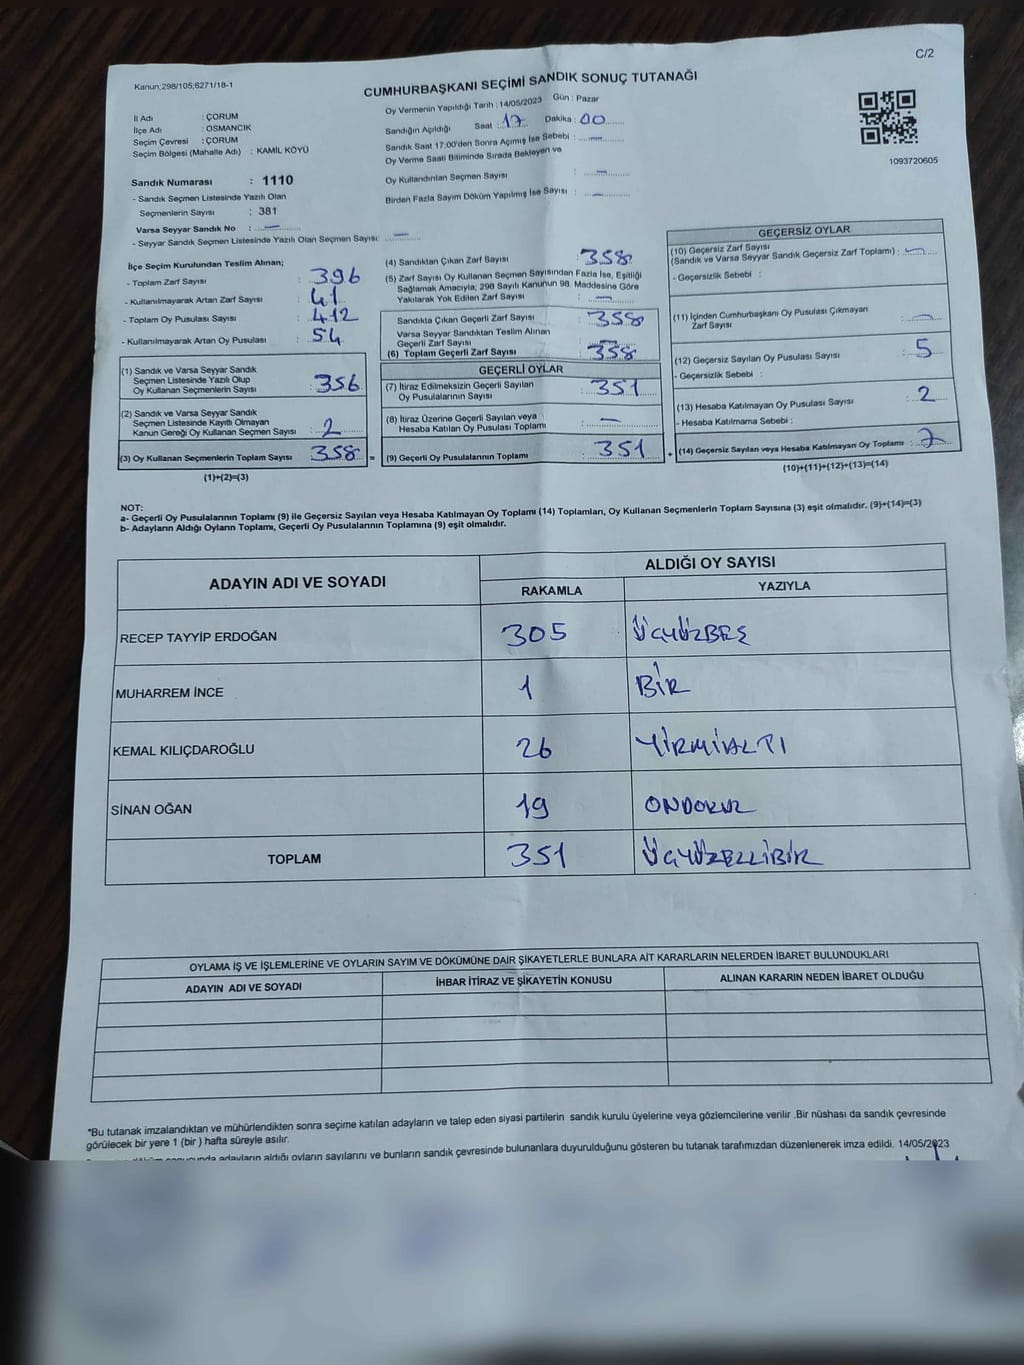 C/2
Kanun:298/105;6271/18-1
CUMHURBAŞKANI SEÇİMİ SANDIK SONUÇ TUTANAĞI
Oy Vermenin Yapıldığı Tarih : 14/05/2023 Gün : Pazar
İl Adı : ÇORUM
İlçe Adı : OSMANCIK
Seçim Çevresi : ÇORUM
Seçim Bölgesi (Mahalle Adı) : KAMİL KÖYÜ
Sandığın Açıldığı Saat : 17 Dakika : 00
Sandık Saat 17:00'den Sonra Açımış İse Sebebi : —
Oy Verme Saati Bitiminde Sırada Bekleyen ve
Oy Kullandırılan Seçmen Sayısı : —
Birden Fazla Sayım Döküm Yapılmış İse Sayısı : —
1093720605
Sandık Numarası : 1110
- Sandık Seçmen Listesinde Yazılı Olan
Seçmenlerin Sayısı : 381
Varsa Seyyar Sandık No : —
- Seyyar Sandık Seçmen Listesinde Yazılı Olan Seçmen Sayısı: —
İlçe Seçim Kurulundan Teslim Alınan;
- Toplam Zarf Sayısı : 396
- Kullanılmayarak Artan Zarf Sayısı : 41
- Toplam Oy Pusulası Sayısı : 412
- Kullanılmayarak Artan Oy Pusulası : 54
(1) Sandık ve Varsa Seyyar Sandık
Seçmen Listesinde Yazılı Olup
Oy Kullanan Seçmenlerin Sayısı : 356
(2) Sandık ve Varsa Seyyar Sandık
Seçmen Listesinde Kayıtlı Olmayan
Kanun Gereği Oy Kullanan Seçmen Sayısı : 2
(3) Oy Kullanan Seçmenlerin Toplam Sayısı : 358 =
(1)+(2)=(3)
(4) Sandıktan Çıkan Zarf Sayısı : 358
(5) Zarf Sayısı Oy Kullanan Seçmen Sayısından Fazla İse, Eşitliği
Sağlamak Amacıyla; 298 Sayılı Kanunun 98. Maddesine Göre
Yakılarak Yok Edilen Zarf Sayısı : —
Sandıkta Çıkan Geçerli Zarf Sayısı : 358
Varsa Seyyar Sandıktan Teslim Alınan
Geçerli Zarf Sayısı : —
(6) Toplam Geçerli Zarf Sayısı : 358
GEÇERLİ OYLAR
(7) İtiraz Edilmeksizin Geçerli Sayılan
Oy Pusulalarının Sayısı : 351
(8) İtiraz Üzerine Geçerli Sayılan veya
Hesaba Katılan Oy Pusulası Toplamı : —
(9) Geçerli Oy Pusulalarının Toplamı : 351 +
GEÇERSİZ OYLAR
(10) Geçersiz Zarf Sayısı
(Sandık ve Varsa Seyyar Sandık Geçersiz Zarf Toplamı) : —
- Geçersizlik Sebebi :
(11) İçinden Cumhurbaşkanı Oy Pusulası Çıkmayan
Zarf Sayısı : —
(12) Geçersiz Sayılan Oy Pusulası Sayısı : 5
- Geçersizlik Sebebi :
(13) Hesaba Katılmayan Oy Pusulası Sayısı : 2
- Hesaba Katılmama Sebebi :
(14) Geçersiz Sayılan veya Hesaba Katılmayan Oy Toplamı : 7
(10)+(11)+(12)+(13)=(14)
NOT:
a- Geçerli Oy Pusulalarının Toplamı (9) ile Geçersiz Sayılan veya Hesaba Katılmayan Oy Toplamı (14) Toplamları, Oy Kullanan Seçmenlerin Toplam Sayısına (3) eşit olmalıdır. (9)+(14)=(3)
b- Adayların Aldığı Oyların Toplamı, Geçerli Oy Pusulalarının Toplamına (9) eşit olmalıdır.
ADAYIN ADI VE SOYADI ALDIĞI OY SAYISI
RAKAMLA YAZIYLA
RECEP TAYYİP ERDOĞAN 305 ÜÇYÜZBEŞ
MUHARREM İNCE 1 BİR
KEMAL KILIÇDAROĞLU 26 YİRMİALTI
SİNAN OĞAN 19 ONDOKUZ
TOPLAM 351 ÜÇYÜZELLİBİR
OYLAMA İŞ VE İŞLEMLERİNE VE OYLARIN SAYIM VE DÖKÜMÜNE DAİR ŞİKAYETLERLE BUNLARA AİT KARARLARIN NELERDEN İBARET BULUNDUKLARI
ADAYIN ADI VE SOYADI İHBAR İTİRAZ VE ŞİKAYETİN KONUSU ALINAN KARARIN NEDEN İBARET OLDUĞU
*Bu tutanak imzalandıktan ve mühürlendikten sonra seçime katılan adayların ve talep eden siyasi partilerin sandık kurulu üyelerine veya gözlemcilerine verilir .Bir nüshası da sandık çevresinde
görülecek bir yere 1 (bir ) hafta süreyle asılır.
adayların aldığı oyların sayılarını ve bunların sandık çevresinde bulunanlara duyurulduğunu gösteren bu tutanak tarafımızdan düzenlenerek imza edildi. 14/05/2023